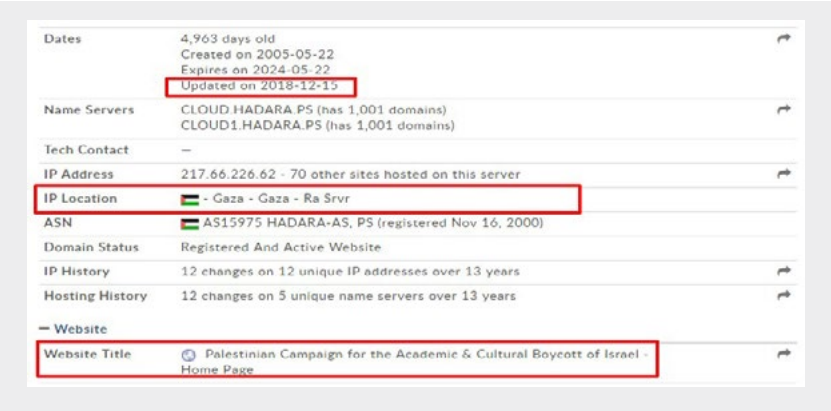 Dates 4,963 days old
Created on 2005-05-22
Expires on 2024-05-22
Updated on 2018-12-15
Name Servers CLOUD.HADARA.PS (has 1,001 domains)
CLOUD1.HADARA.PS (has 1,001 domains)
Tech Contact –
IP Address 217.66.226.62 - 70 other sites hosted on this server
IP Location - Gaza - Gaza - Ra Srvr
ASN AS15975 HADARA-AS, PS (registered Nov 16, 2000)
Domain Status Registered And Active Website
IP History 12 changes on 12 unique IP addresses over 13 years
Hosting History 12 changes on 5 unique name servers over 13 years
– Website
Website Title Palestinian Campaign for the Academic & Cultural Boycott of Israel -
Home Page